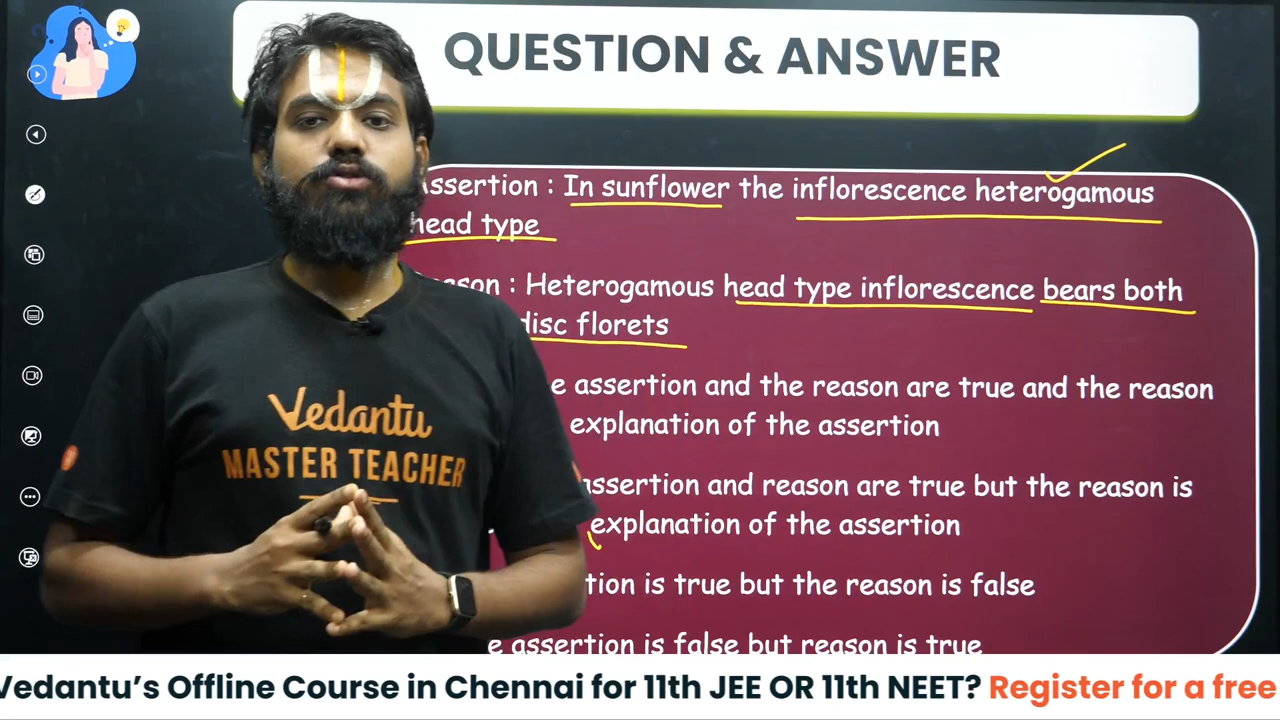 QUESTION & ANSWER
ssertion : In sunflower the inflorescence heterogamous
head type
ason : Heterogamous head type inflorescence bears both
disc florets
e assertion and the reason are true and the reason
explanation of the assertion
assertion and reason are true but the reason is
explanation of the assertion
tion is true but the reason is false
e assertion is false but reason is true
Vedantu
MASTER TEACHER
Vedantu's Offline Course in Chennai for 11th JEE OR 11th NEET? Register for a free